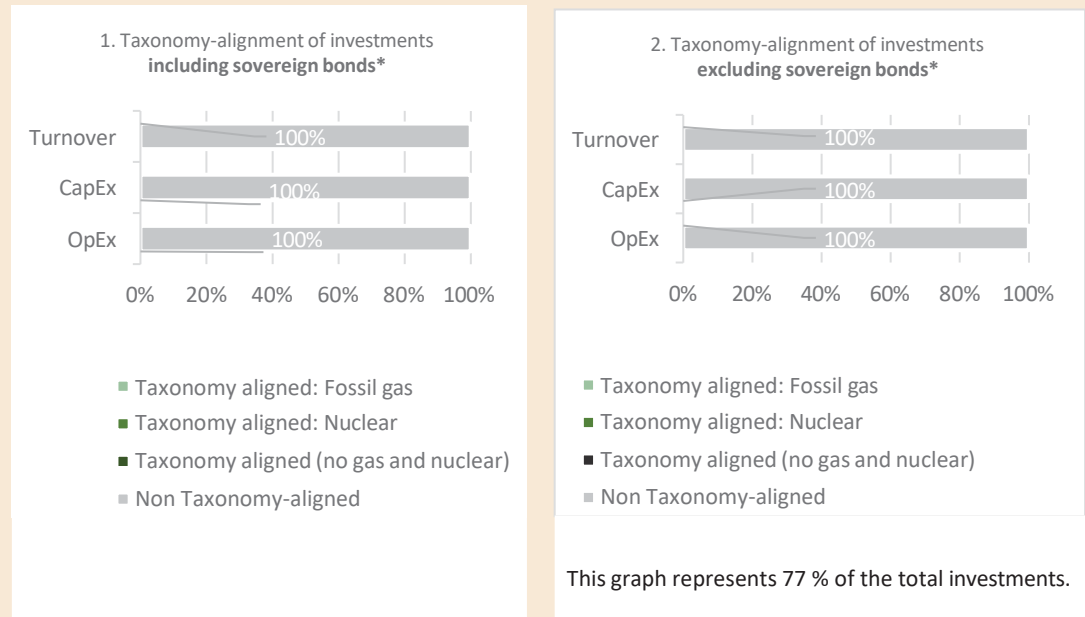 1. Taxonomy-alignment of investments
including sovereign bonds*
Turnover
100%
CapEx
100%
OpEx
100%
0% 20% 40% 60% 80% 100%
Taxonomy aligned: Fossil gas
Taxonomy aligned: Nuclear
Taxonomy aligned (no gas and nuclear)
Non Taxonomy-aligned
2. Taxonomy-alignment of investments
excluding sovereign bonds*
Turnover
100%
CapEx
100%
OpEx
100%
0% 20% 40% 60% 80% 100%
Taxonomy aligned: Fossil gas
Taxonomy aligned: Nuclear
Taxonomy aligned (no gas and nuclear)
Non Taxonomy-aligned
This graph represents 77 % of the total investments.